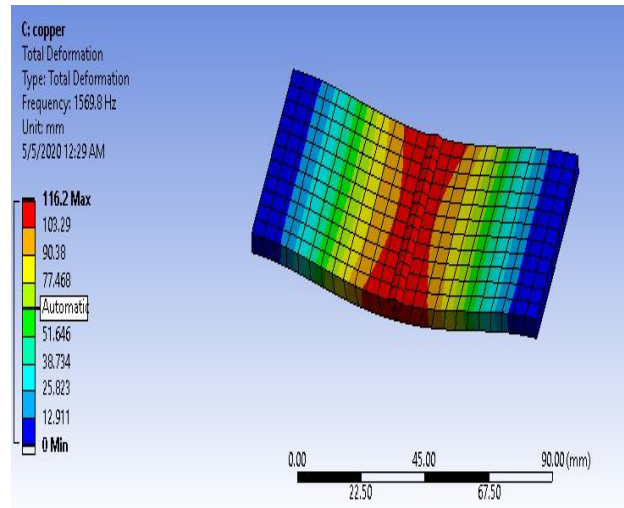 C: copper
Total Deformation
Type: Total Deformation
Frequency: 1569.8 Hz
Unit: mm
5/5/2020 12:29 AM
116.2 Max
103.29
90.38
77.468
Automatic
51.646
38.734
25.823
12.911
0 Min
0.00 45.00 90.00 (mm)
22.50 67.50